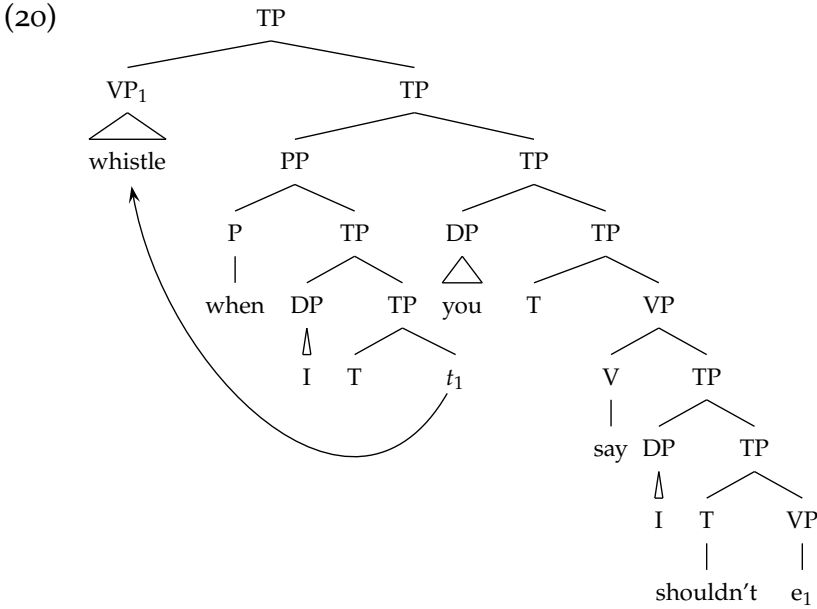 (20) TP
VP1 TP
whistle PP TP
P TP DP TP
when DP TP you T VP
I T t1 V TP
say DP TP
I T VP
shouldn't e1